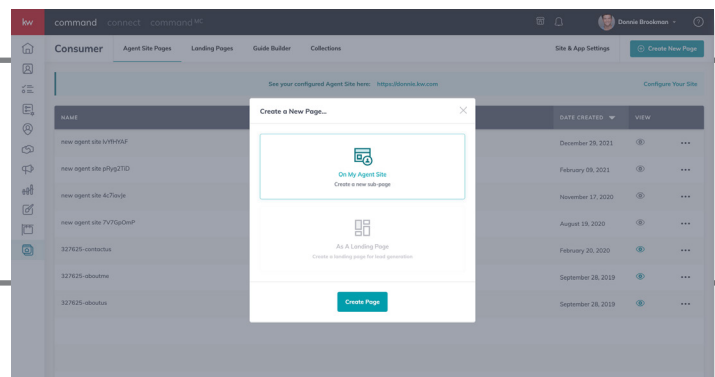 kw command connect command MC Donnie Brookman
Consumer Agent Site Pages Landing Pages Guide Builder Collections Site & App Settings Create New Page
See your configured Agent Site here: https://donnie.kw.com Configure Your Site
Create a New Page...
NAME DATE CREATED VIEW
new agent site IvYfHYAF December 29, 2021
On My Agent Site
Create a new sub-page
new agent site pRyg2TiD February 09, 2021
new agent site 4c7iavJe November 17, 2020
new agent site 7V7GpOmP August 19, 2020
As A Landing Page
Create a landing page for lead generation
327625-contactus February 20, 2020
327625-aboutme September 28, 2019
327625-aboutus September 28, 2019
Create Page